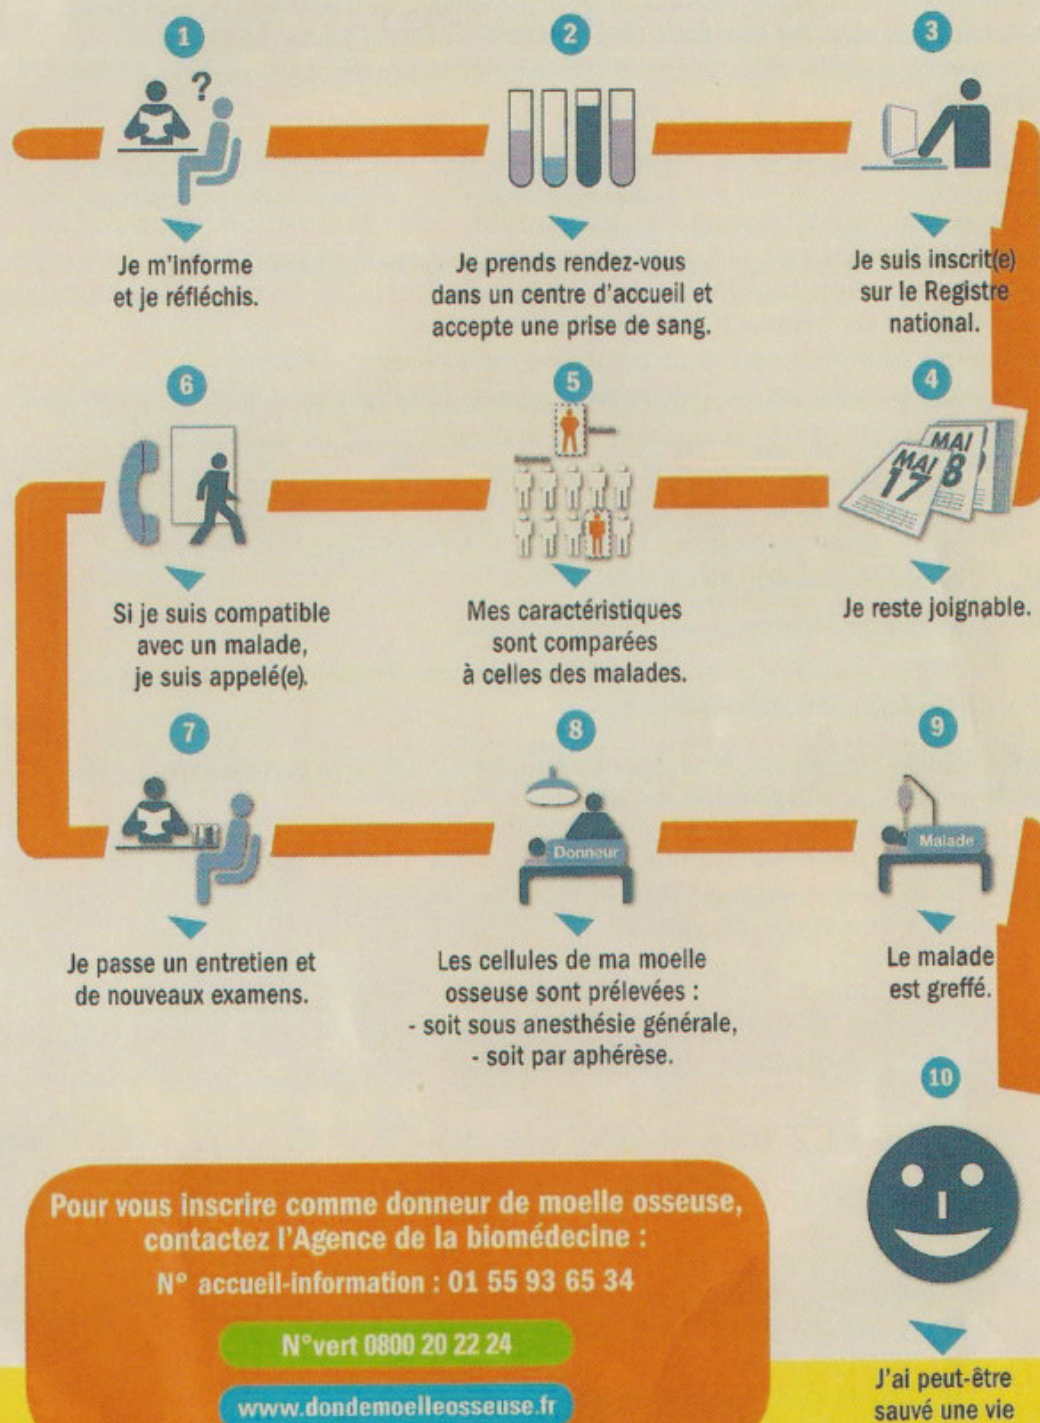 1
?
Je m'informe
et je réfléchis.
2
Je prends rendez-vous
dans un centre d'accueil et
accepte une prise de sang.
3
Je suis inscrit(e)
sur le Registre
national.
4
MAI
8
MAI
17
Je reste joignable.
5
Malade
Mes caractéristiques
sont comparées
à celles des malades.
6
Si je suis compatible
avec un malade,
je suis appelé(e).
7
Je passe un entretien et
de nouveaux examens.
8
Donneur
Les cellules de ma moelle
osseuse sont prélevées :
- soit sous anesthésie générale,
- soit par aphérèse.
9
Malade
Le malade
est greffé.
10
J'ai peut-être
sauvé une vie
Pour vous inscrire comme donneur de moelle osseuse,
contactez l'Agence de la biomédecine :
N° accueil-information : 01 55 93 65 34
N°vert 0800 20 22 24
www.dondemoelleosseuse.fr